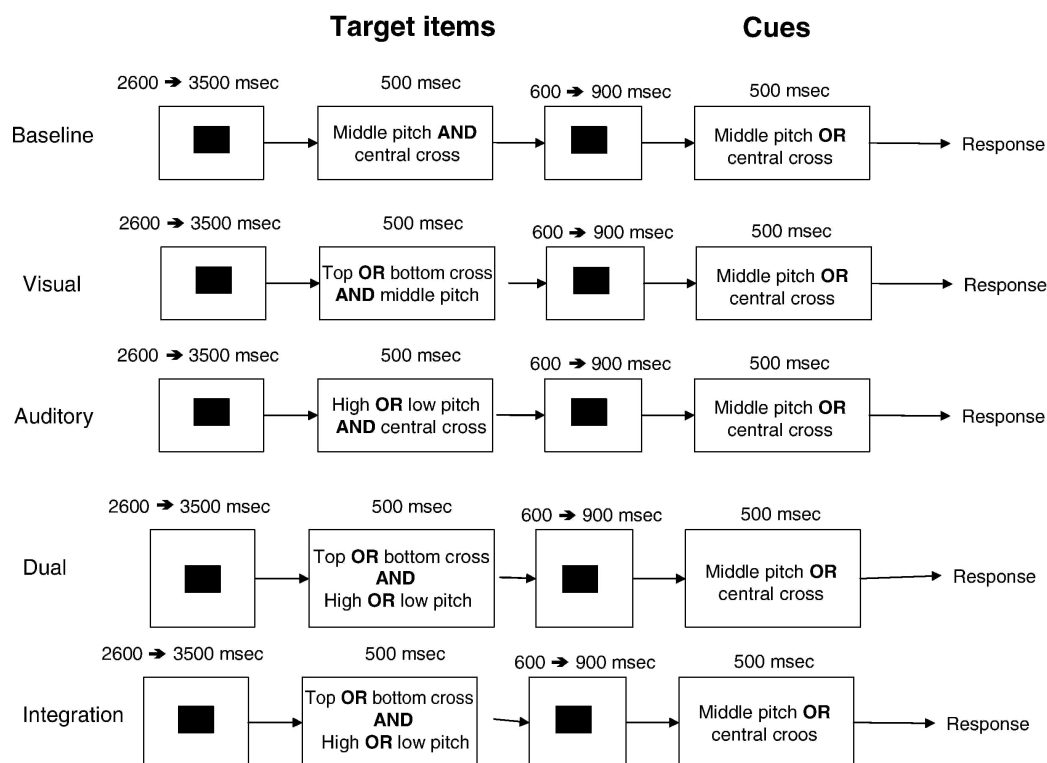 Target items
Cues
2600 ➔ 3500 msec
500 msec
600 ➔ 900 msec
500 msec
Baseline
Middle pitch AND
central cross
Middle pitch OR
central cross
Response
2600 ➔ 3500 msec
500 msec
600 ➔ 900 msec
500 msec
Visual
Top OR bottom cross
AND middle pitch
Middle pitch OR
central cross
Response
2600 ➔ 3500 msec
500 msec
600 ➔ 900 msec
500 msec
Auditory
High OR low pitch
AND central cross
Middle pitch OR
central cross
Response
2600 ➔ 3500 msec
500 msec
600 ➔ 900 msec
500 msec
Dual
Top OR bottom cross
AND
High OR low pitch
Middle pitch OR
central cross
Response
2600 ➔ 3500 msec
500 msec
600 ➔ 900 msec
500 msec
Integration
Top OR bottom cross
AND
High OR low pitch
Middle pitch OR
central croos
Response